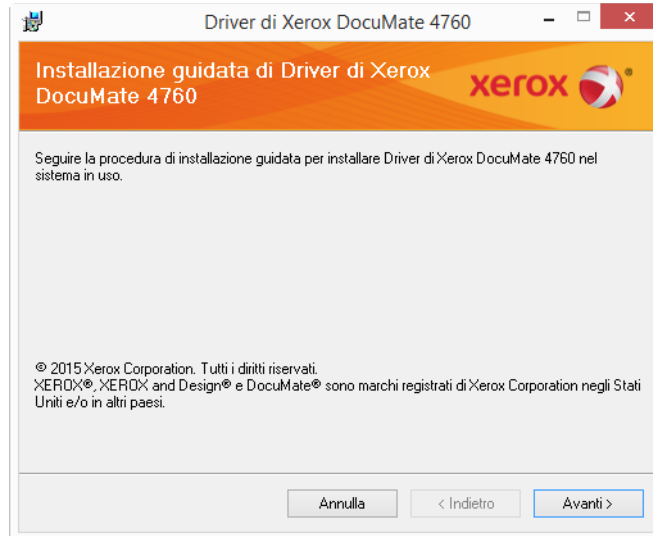 Driver di Xerox DocuMate 4760
Installazione guidata di Driver di Xerox
DocuMate 4760
xerox
Seguire la procedura di installazione guidata per installare Driver di Xerox DocuMate 4760 nel
sistema in uso.
© 2015 Xerox Corporation. Tutti i diritti riservati.
XEROX®, XEROX and Design® e DocuMate® sono marchi registrati di Xerox Corporation negli Stati
Uniti e/o in altri paesi.
Annulla < Indietro Avanti >